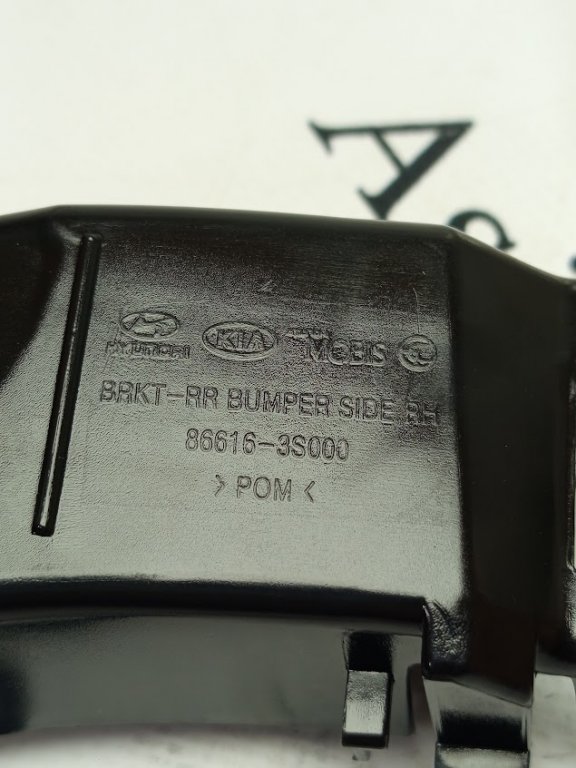 HYUNDAI KIA MOBIS
BRKT-RR BUMPER SIDE RH
86616-3S000
>POM<
A